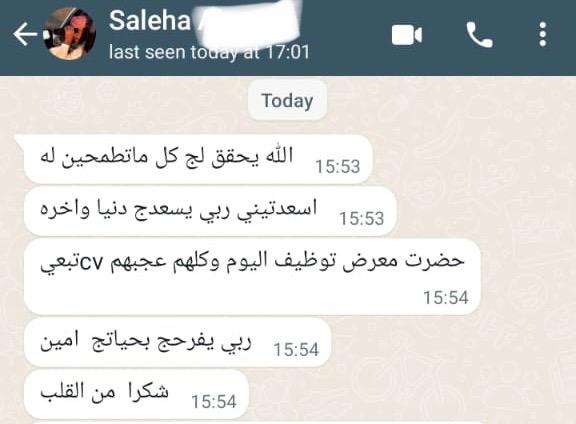 Saleha
last seen today at 17:01
Today
الله يحقق لج كل ماتطمحين له
15:53
اسعدتيني ربي يسعدج دنيا واخره
15:53
حضرت معرض توظيف اليوم وكلهم عجبهم cvتبعي
15:54
ربي يفرحج بحياتج امين
15:54
شكرا من القلب
15:54